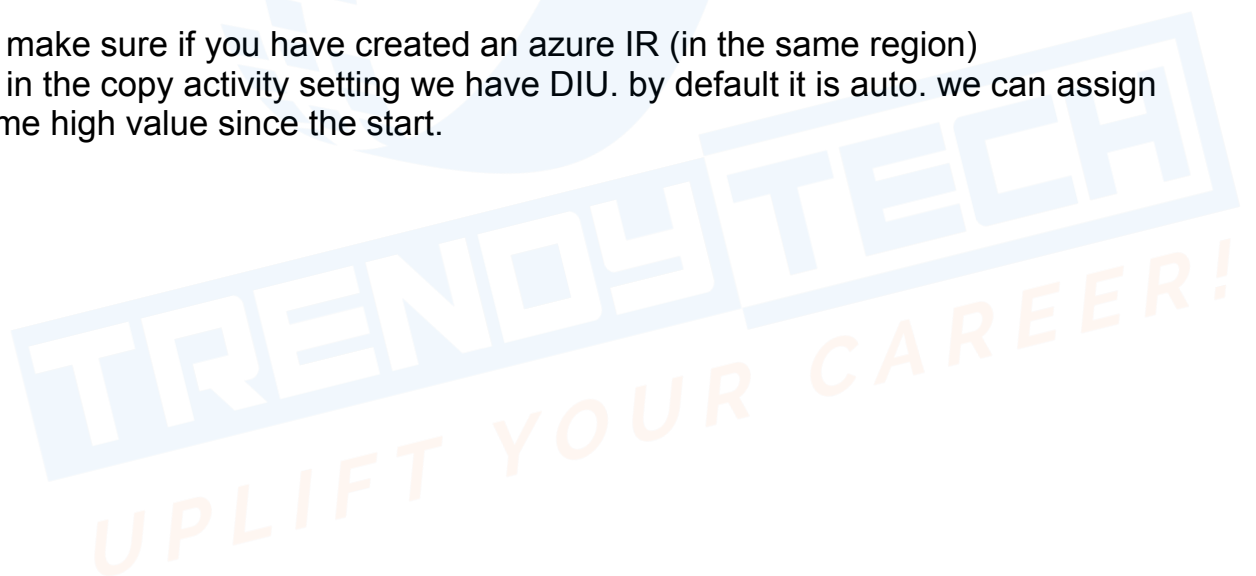 make sure if you have created an azure IR (in the same region)
in the copy activity setting we have DIU. by default it is auto. we can assign
me high value since the start.
TRENDYTECH
UPLIFT YOUR CAREER!